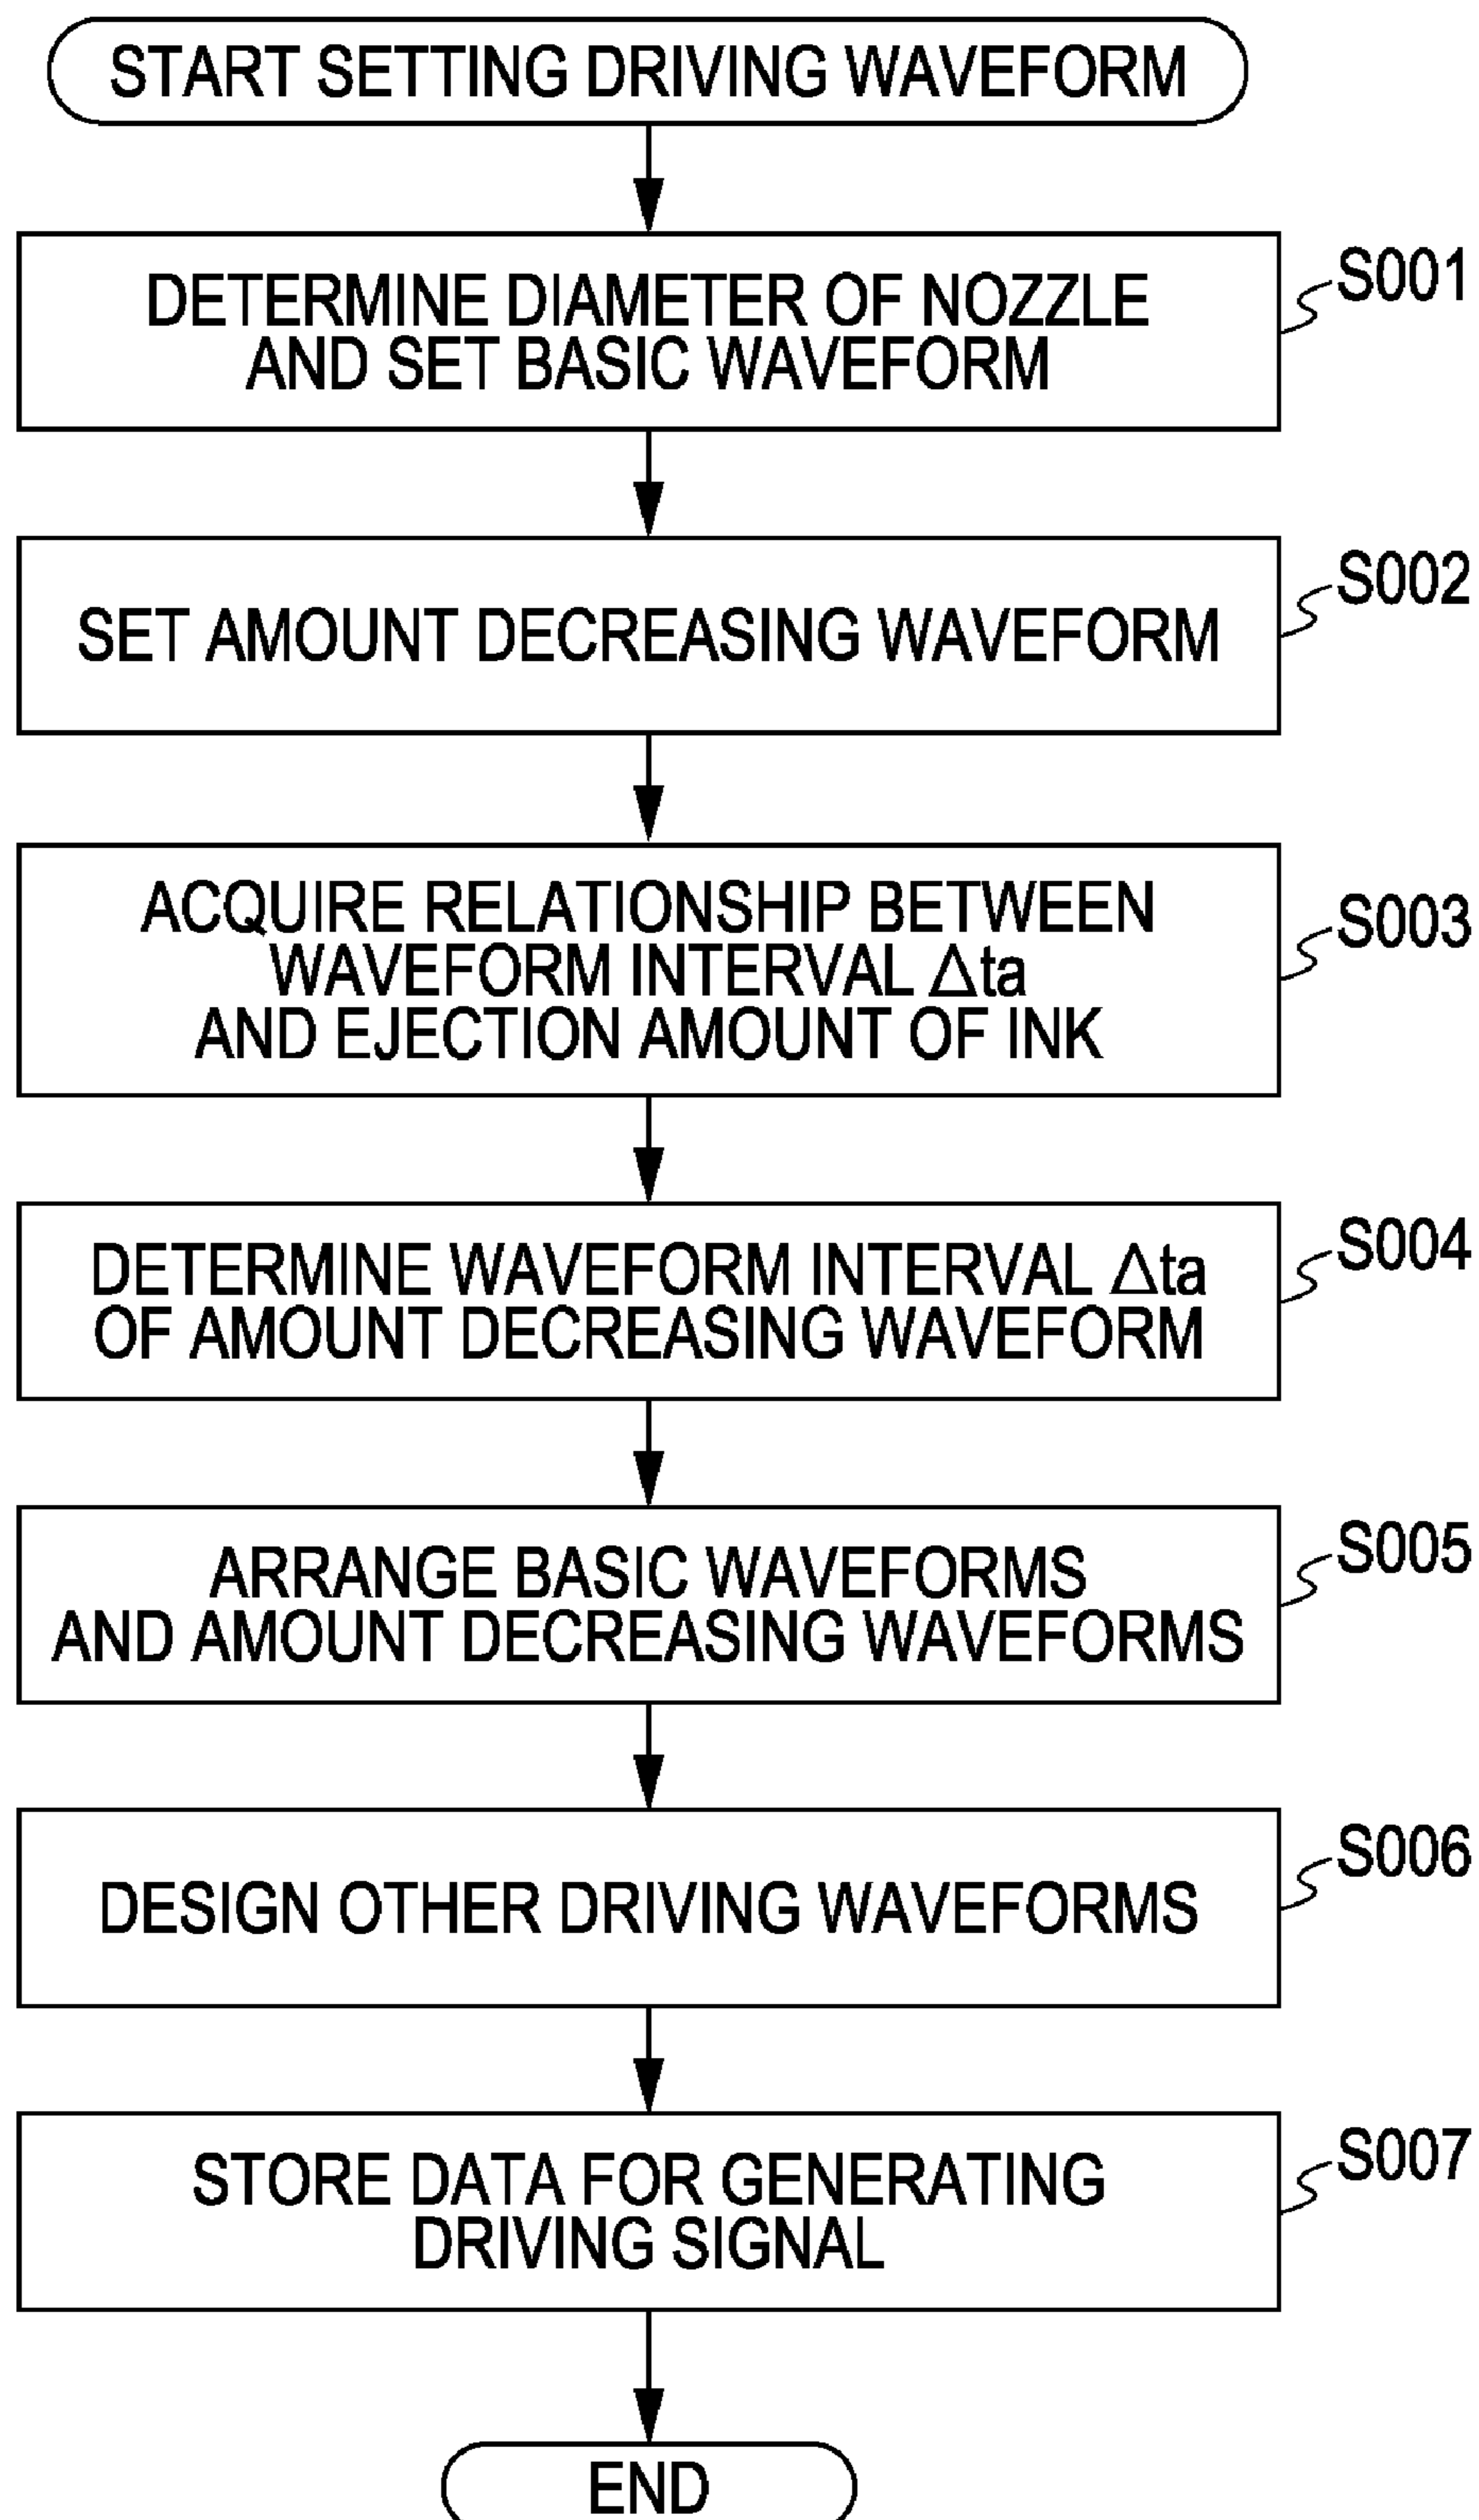 START SETTING DRIVING WAVEFORM
DETERMINE DIAMETER OF NOZZLE
AND SET BASIC WAVEFORM
S001
SET AMOUNT DECREASING WAVEFORM
S002
ACQUIRE RELATIONSHIP BETWEEN
WAVEFORM INTERVAL Δta
AND EJECTION AMOUNT OF INK
S003
DETERMINE WAVEFORM INTERVAL Δta
OF AMOUNT DECREASING WAVEFORM
S004
ARRANGE BASIC WAVEFORMS
AND AMOUNT DECREASING WAVEFORMS
S005
DESIGN OTHER DRIVING WAVEFORMS
S006
STORE DATA FOR GENERATING
DRIVING SIGNAL
S007
END